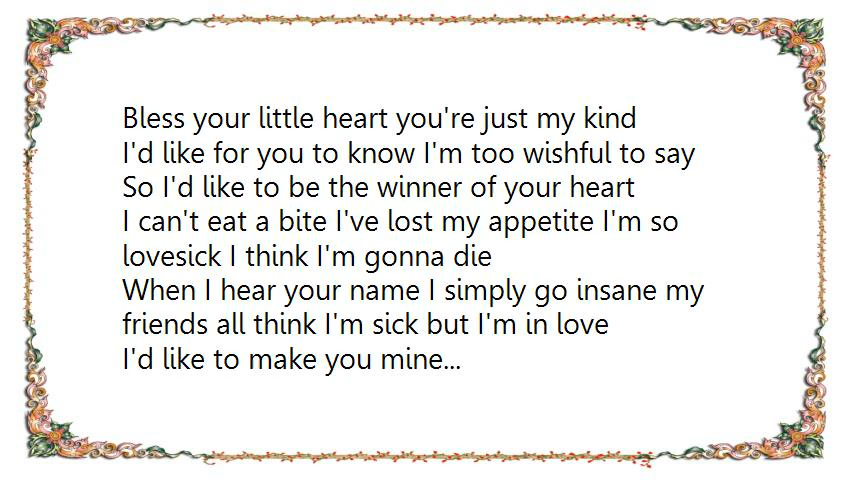 Bless your little heart you're just my kind
I'd like for you to know I'm too wishful to say
So I'd like to be the winner of your heart
I can't eat a bite I've lost my appetite I'm so
lovesick I think I'm gonna die
When I hear your name I simply go insane my
friends all think I'm sick but I'm in love
I'd like to make you mine...